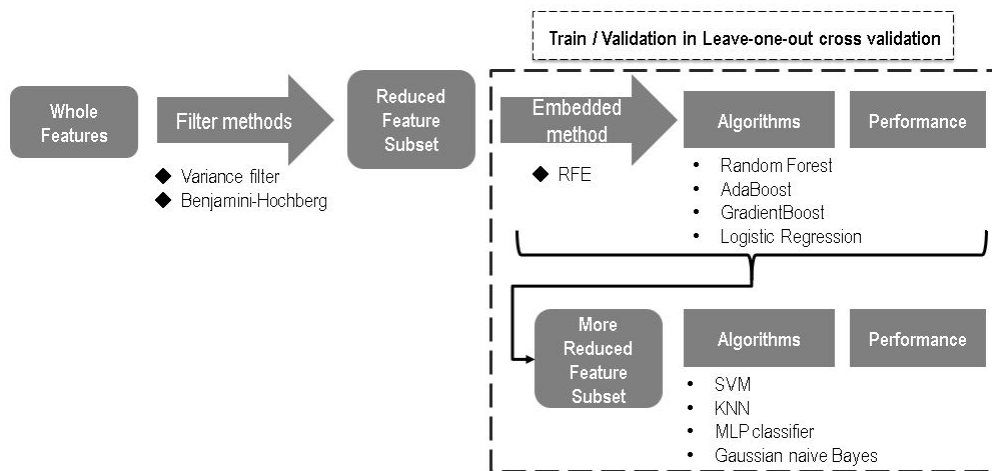 Train / Validation in Leave-one-out cross validation
Whole
Features
Filter methods
◆ Variance filter
◆ Benjamini-Hochberg
Reduced
Feature
Subset
Embedded
method
◆ RFE
Algorithms
• Random Forest
• AdaBoost
• GradientBoost
• Logistic Regression
Performance
More
Reduced
Feature
Subset
Algorithms
• SVM
• KNN
• MLP classifier
• Gaussian naive Bayes
Performance